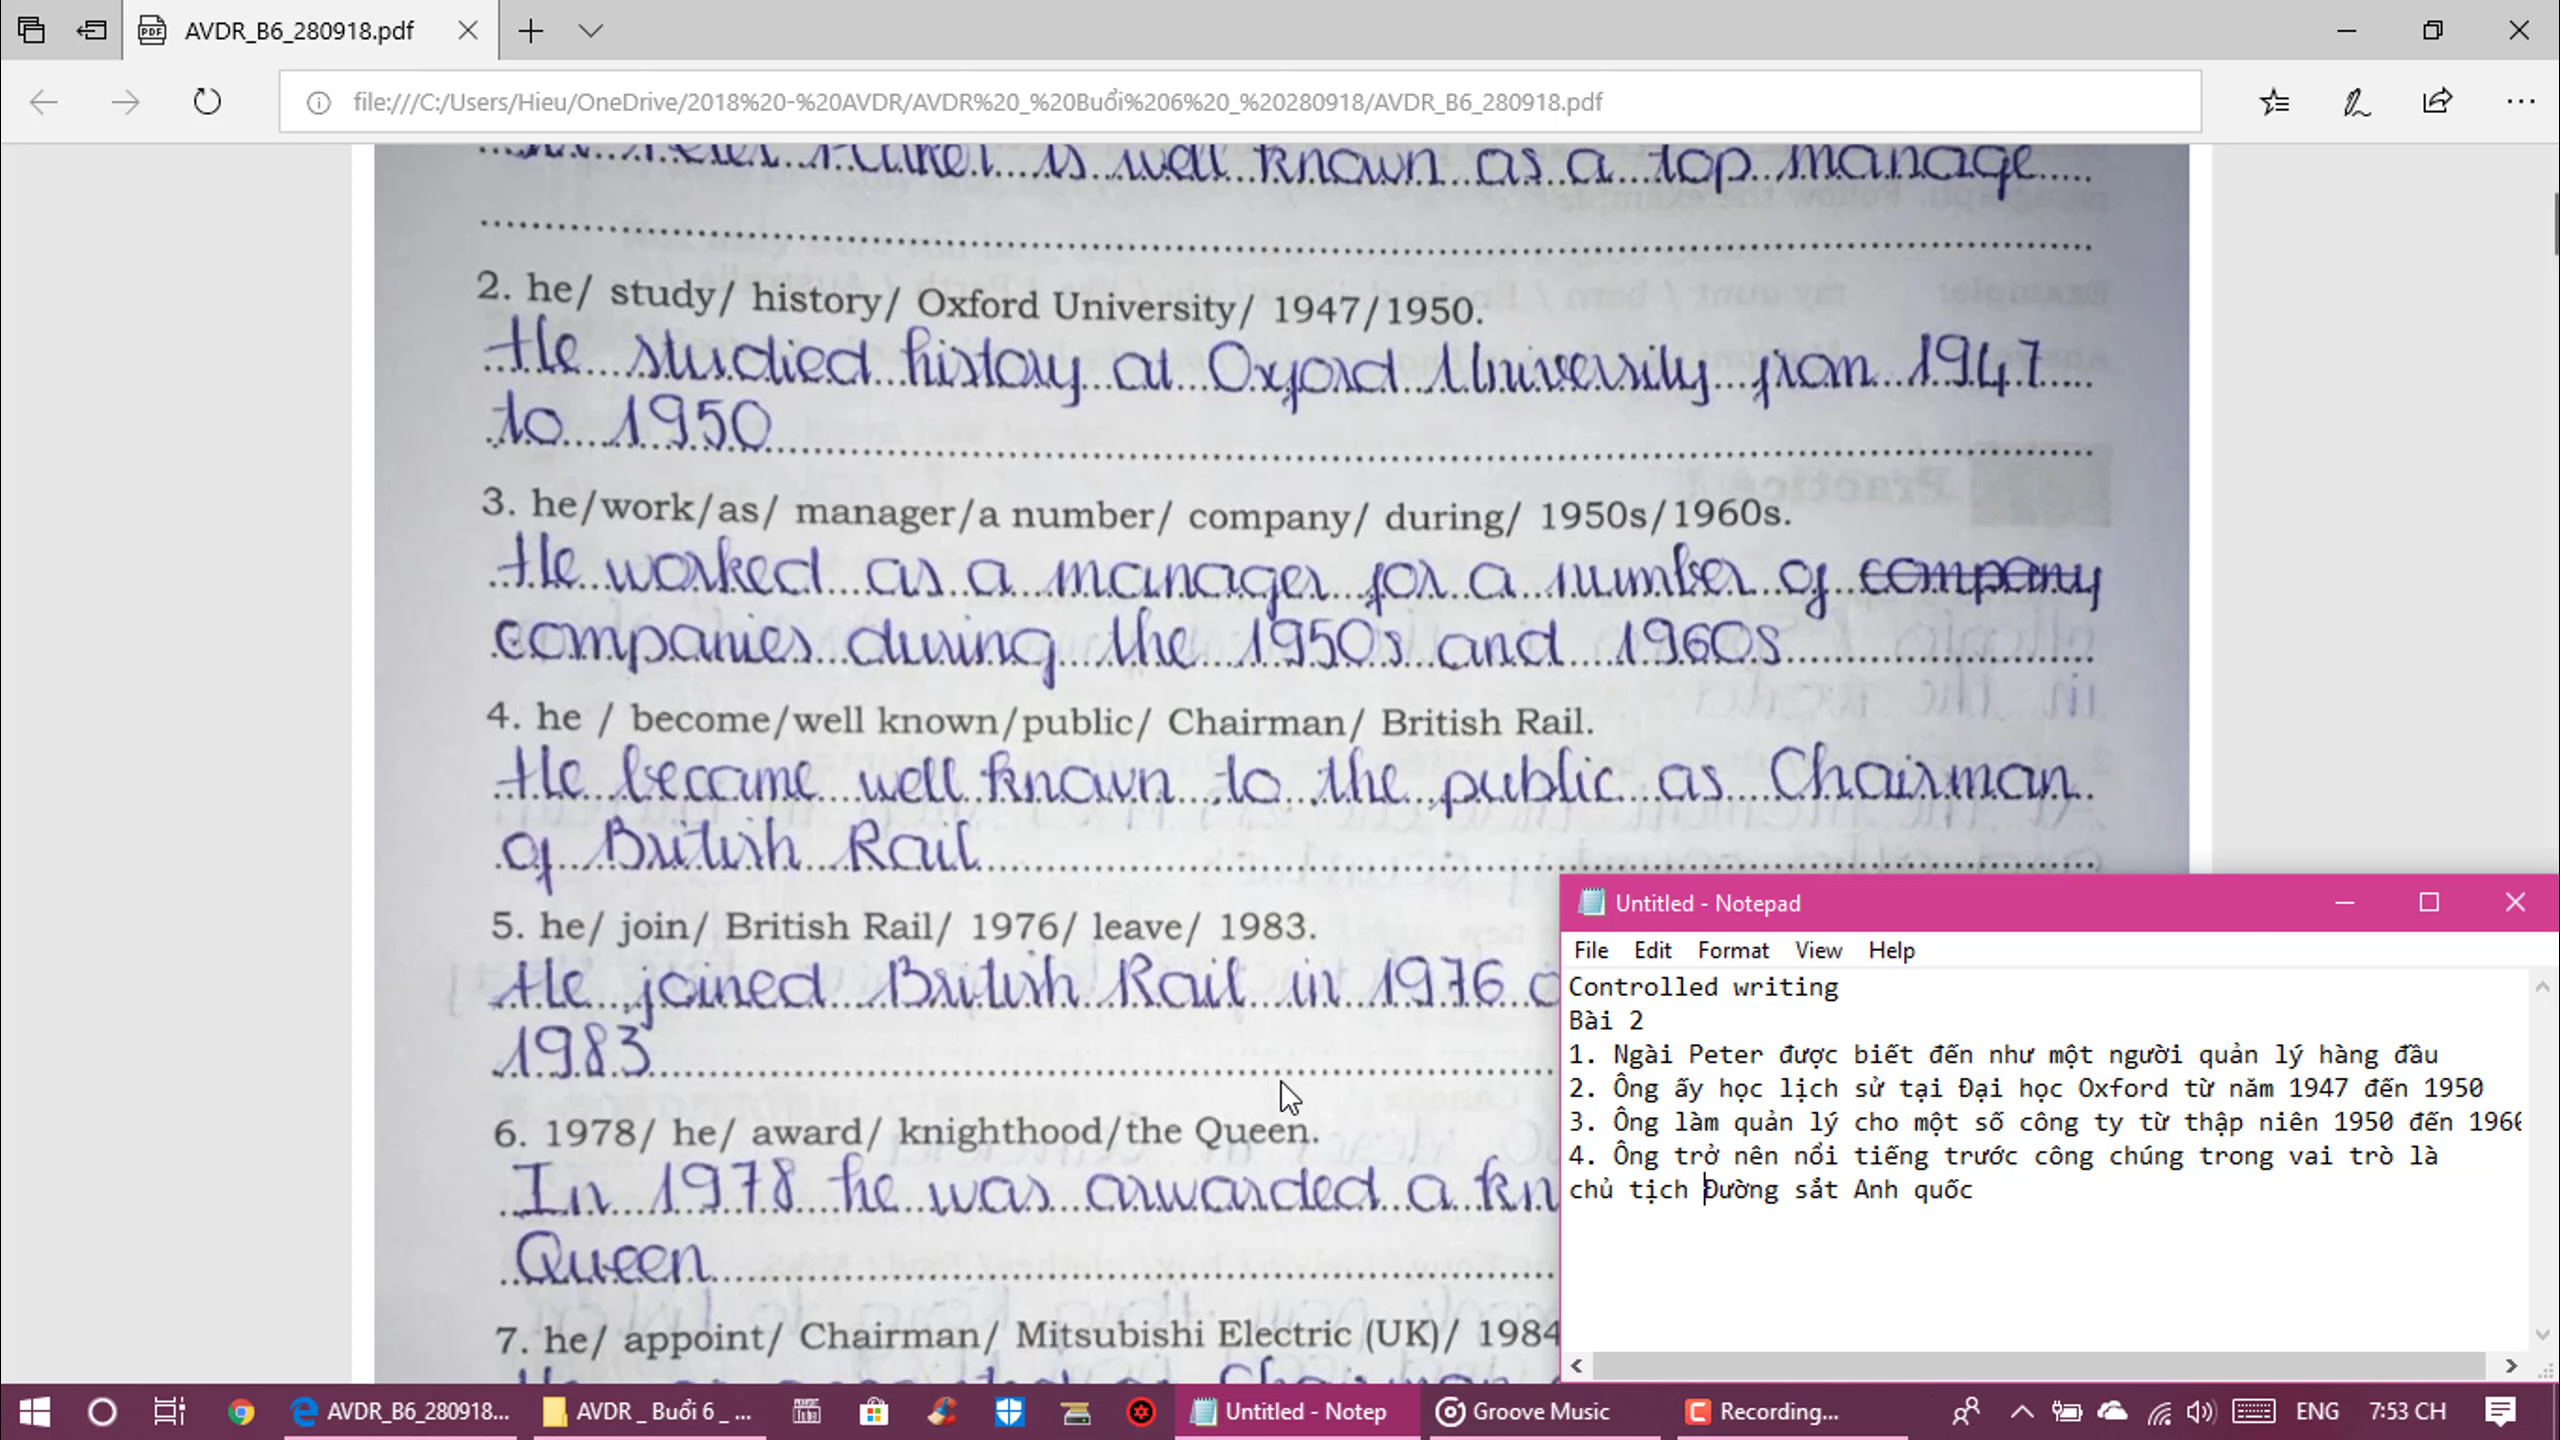 AVDR_B6_280918.pdf
file:///C:/Users/Hieu/OneDrive/2018%20-%20AVDR/AVDR%20_%20Buổi%206%20_%20280918/AVDR_B6_280918.pdf
is well known as a top manage
2. he/ study/ history/ Oxford University/ 1947/1950.
He studied history at Oxford University from 1947
to 1950
3. he/work/as/ manager/a number/ company/ during/ 1950s/1960s.
He worked as a manager for a number of company
companies during the 1950s and 1960s
4. he / become/well known/public/ Chairman/ British Rail.
He became well known to the public as Chairman
of British Rail
5. he/ join/ British Rail/ 1976/ leave/ 1983.
He joined British Rail in 1976
1983
6. 1978/ he/ award/ knighthood/the Queen.
In 1978 he was arwarded a kn
Queen
7. he/ appoint/ Chairman/ Mitsubishi Electric (UK)/ 1984
Untitled - Notepad
File Edit Format View Help
Controlled writing
Bài 2
1. Ngài Peter được biết đến như một người quản lý hàng đầu
2. Ông ấy học lịch sử tại Đại học Oxford từ năm 1947 đến 1950
3. Ông làm quản lý cho một số công ty từ thập niên 1950 đến 1960
4. Ông trở nên nổi tiếng trước công chúng trong vai trò là
chủ tịch Đường sắt Anh quốc
AVDR_B6_280918... AVDR _ Buổi 6 _ ... Untitled - Notep Groove Music Recording... ENG 7:53 CH